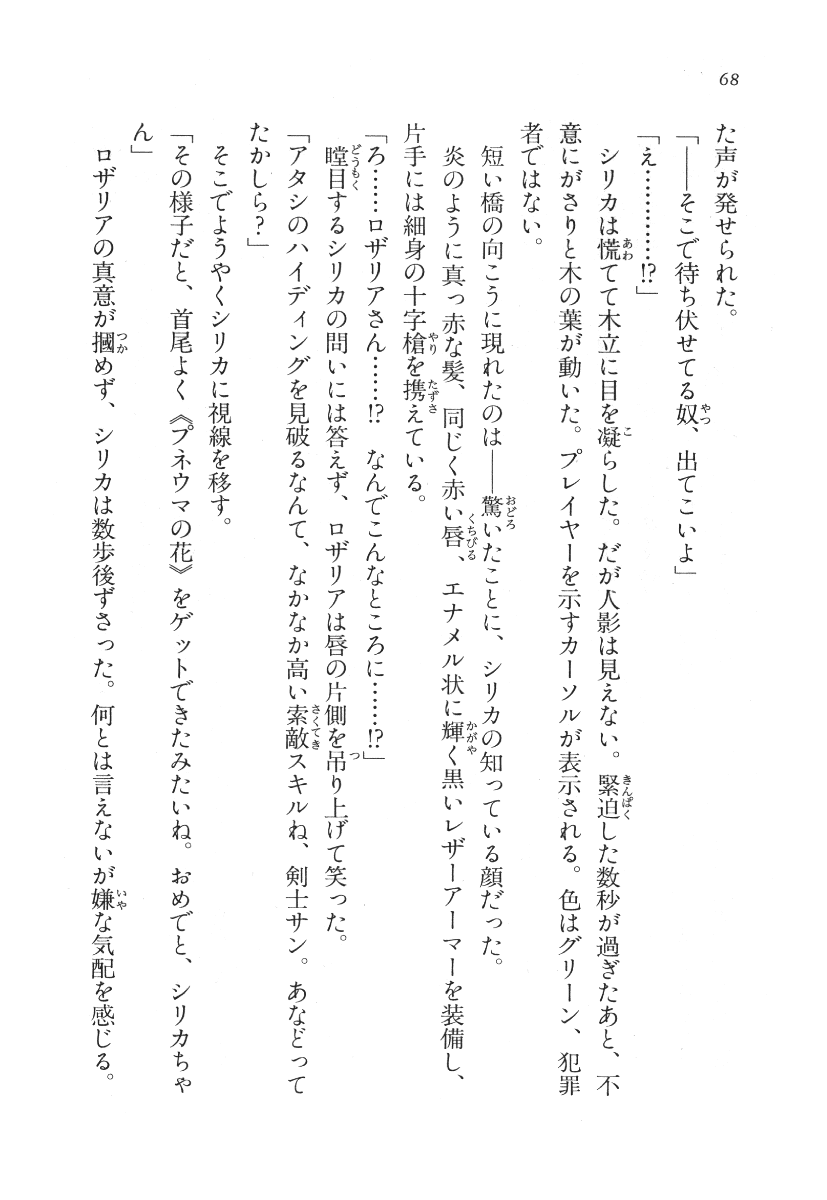 68
た声が発せられた。
「――そこで待ち伏せてる奴、出てこいよ」
「え…………!?」
シリカは慌てて木立に目を凝らした。だが人影は見えない。緊迫した数秒が過ぎたあと、不
意にがさりと木の葉が動いた。プレイヤーを示すカーソルが表示される。色はグリーン、犯罪
者ではない。
短い橋の向こうに現れたのは――驚いたことに、シリカの知っている顔だった。
炎のように真っ赤な髪、同じく赤い唇、エナメル状に輝く黒いレザーアーマーを装備し、
片手には細身の十字槍を携えている。
「ろ……ロザリアさん……!?　なんでこんなところに……!?」
瞠目するシリカの問いには答えず、ロザリアは唇の片側を吊り上げて笑った。
「アタシのハイディングを見破るなんて、なかなか高い索敵スキルね、剣士サン。あなどって
たかしら？」
そこでようやくシリカに視線を移す。
「その様子だと、首尾よく《プネウマの花》をゲットできたみたいね。おめでと、シリカちゃ
ん」
ロザリアの真意が摑めず、シリカは数歩後ずさった。何とは言えないが嫌な気配を感じる。